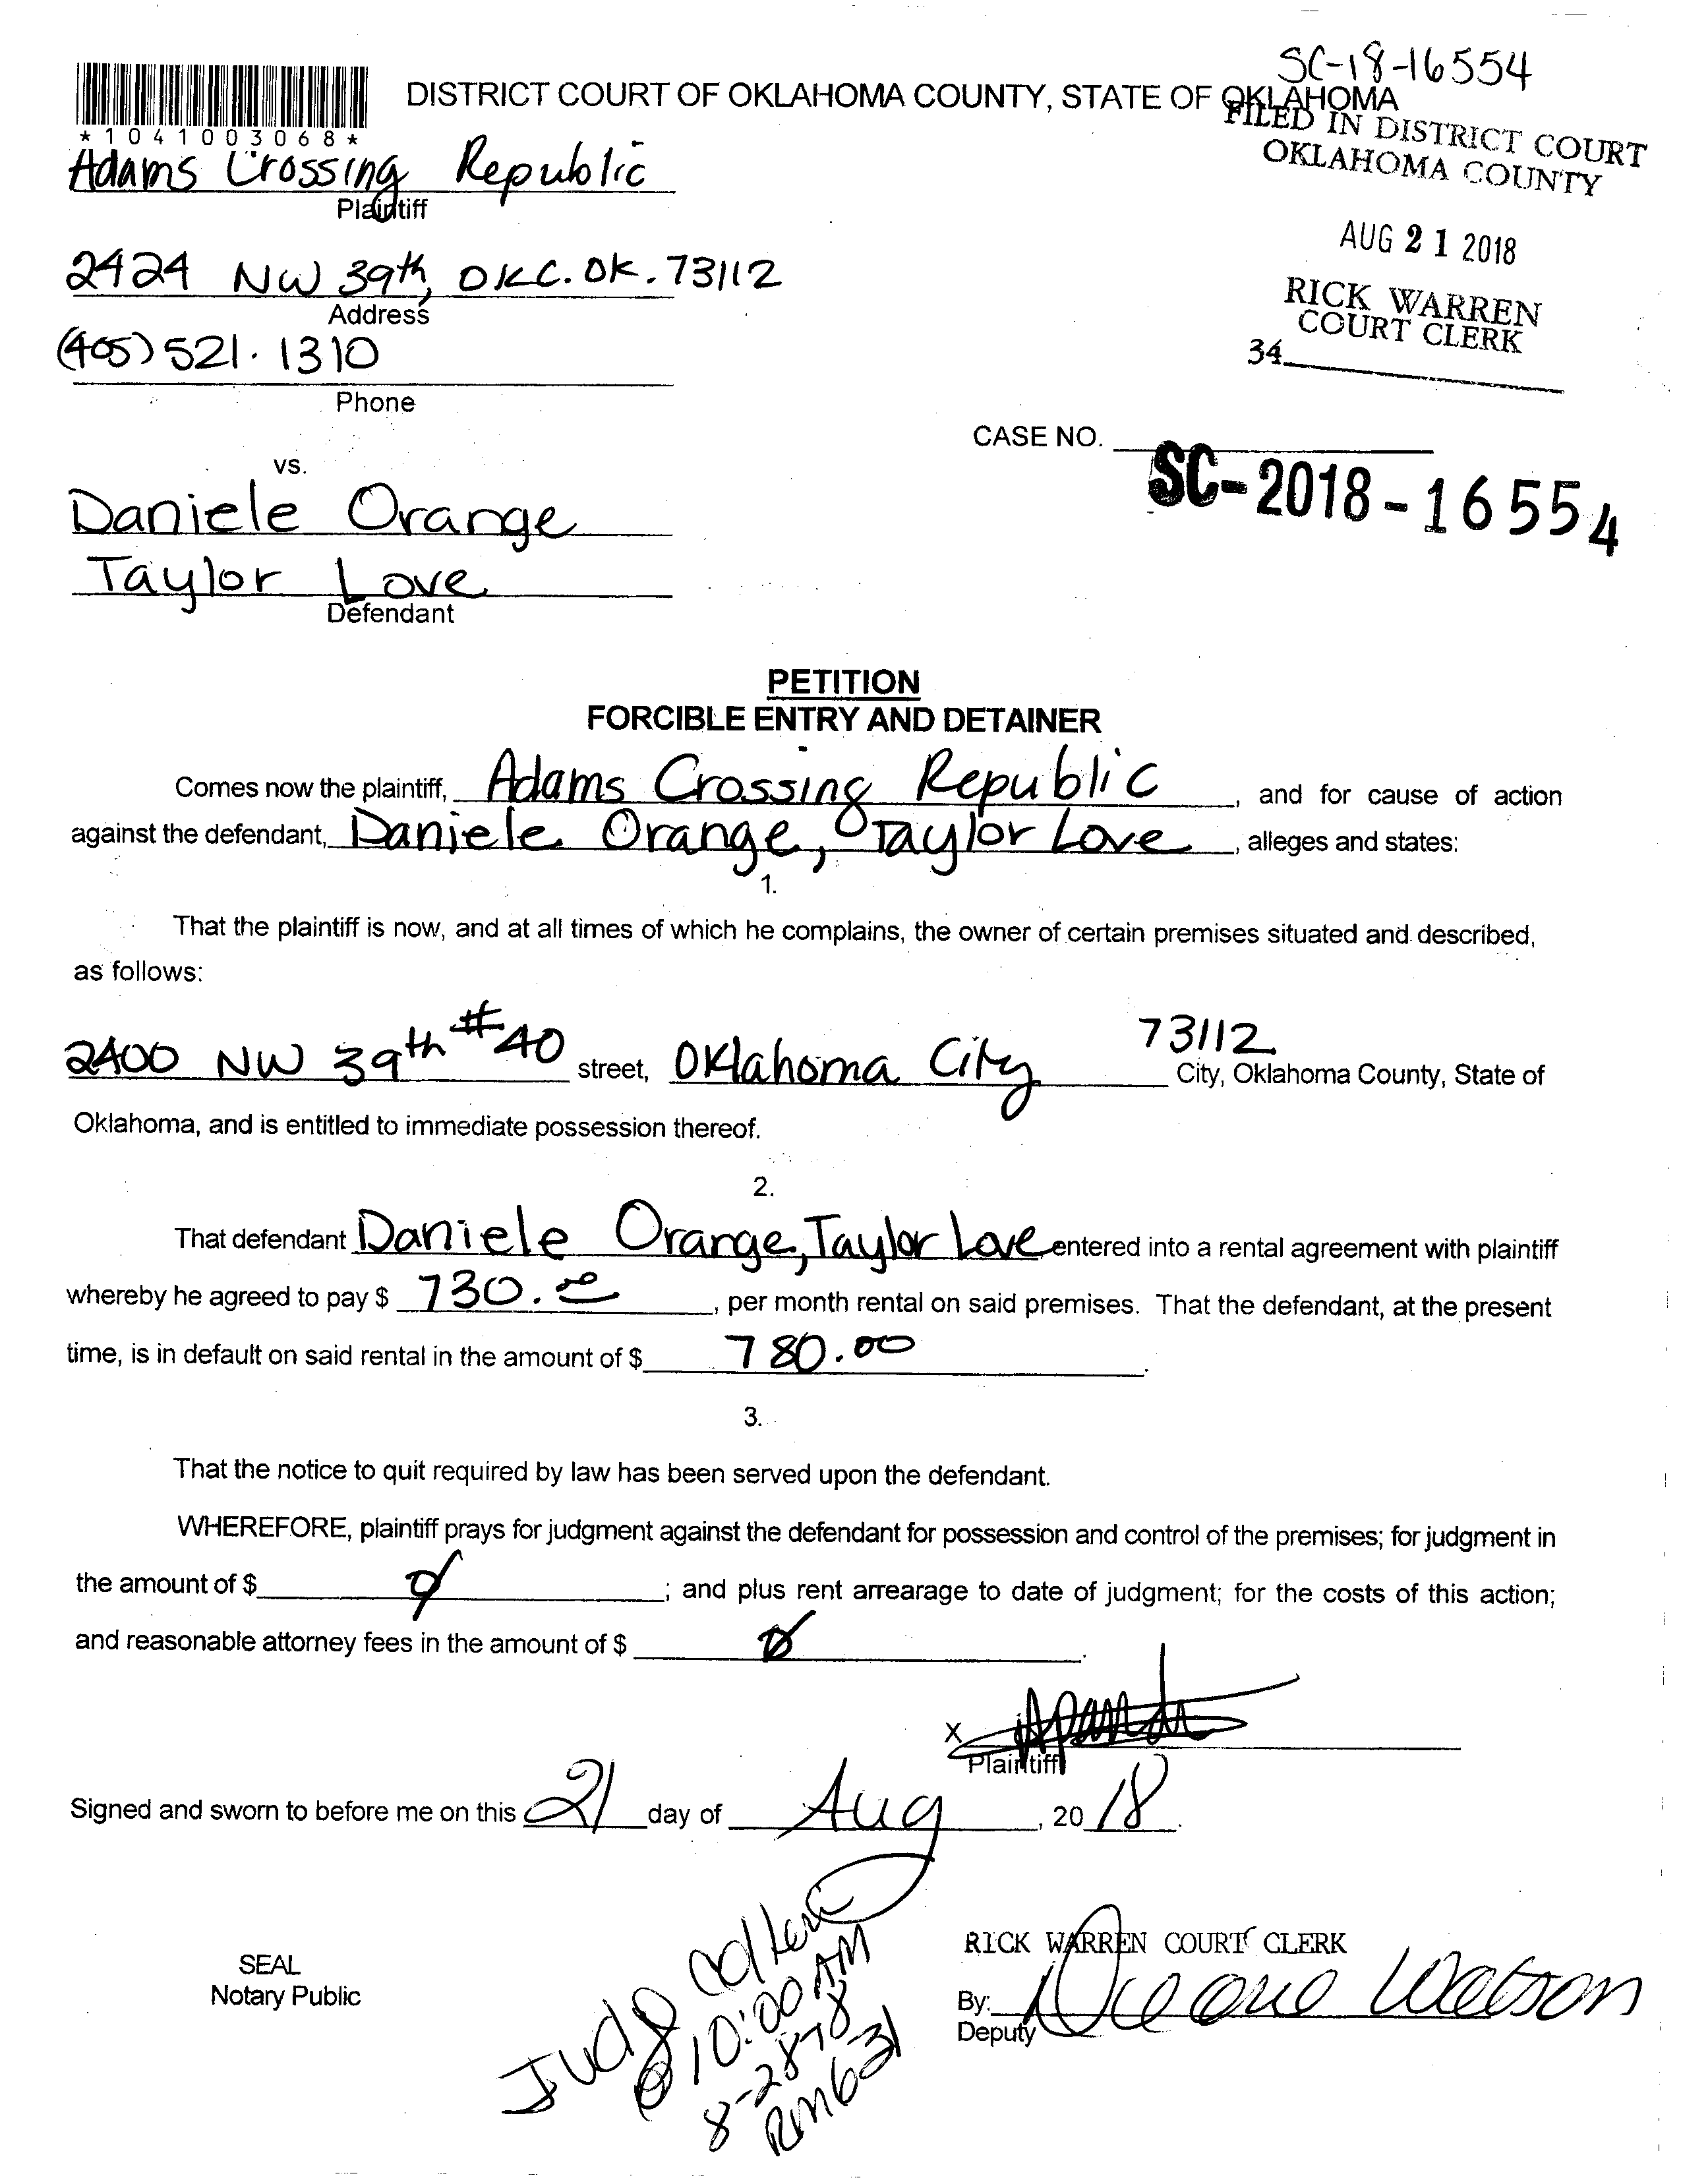 SC-18-16554
DISTRICT COURT OF OKLAHOMA COUNTY, STATE OF OKLAHOMA
*1041003068*
FILED IN DISTRICT COURT
OKLAHOMA COUNTY
Adams Crossing Republic
Plaintiff
AUG 21 2018
2424 NW 39th, OKC. OK. 73112
Address
RICK WARREN
COURT CLERK
(405) 521. 1310
34
Phone
CASE NO.
SC-2018-16554
vs.
Daniele Orange
Taylor Love
Defendant
PETITION
FORCIBLE ENTRY AND DETAINER
Comes now the plaintiff, Adams Crossing Republic, and for cause of action
against the defendant, Daniele Orange, Taylor Love, alleges and states:
1.
That the plaintiff is now, and at all times of which he complains, the owner of certain premises situated and described,
as follows:
2400 NW 39th #40 street, Oklahoma City 73112 City, Oklahoma County, State of
Oklahoma, and is entitled to immediate possession thereof.
2.
That defendant Daniele Orange, Taylor Love entered into a rental agreement with plaintiff
whereby he agreed to pay $ 730.00, per month rental on said premises. That the defendant, at the present
time, is in default on said rental in the amount of $ 780.00.
3.
That the notice to quit required by law has been served upon the defendant.
WHEREFORE, plaintiff prays for judgment against the defendant for possession and control of the premises; for judgment in
the amount of $ Ø; and plus rent arrearage to date of judgment; for the costs of this action;
and reasonable attorney fees in the amount of $ Ø.
X
Plaintiff
Signed and sworn to before me on this 21 day of Aug, 2018.
Judge
10:00 AM
RM 631
SEAL
Notary Public
RICK WARREN COURT CLERK
By: Watson
Deputy